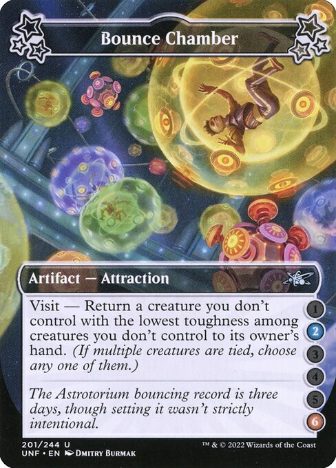 Bounce Chamber
Artifact — Attraction
Visit — Return a creature you don't
control with the lowest toughness among
creatures you don't control to its owner's
hand. (If multiple creatures are tied, choose
any one of them.)
The Astrotorium bouncing record is three
days, though setting it wasn't strictly
intentional.
1
2
3
4
5
6
201/244 U
UNF • EN Dmitry Burmak
™ & © 2022 Wizards of the Coast